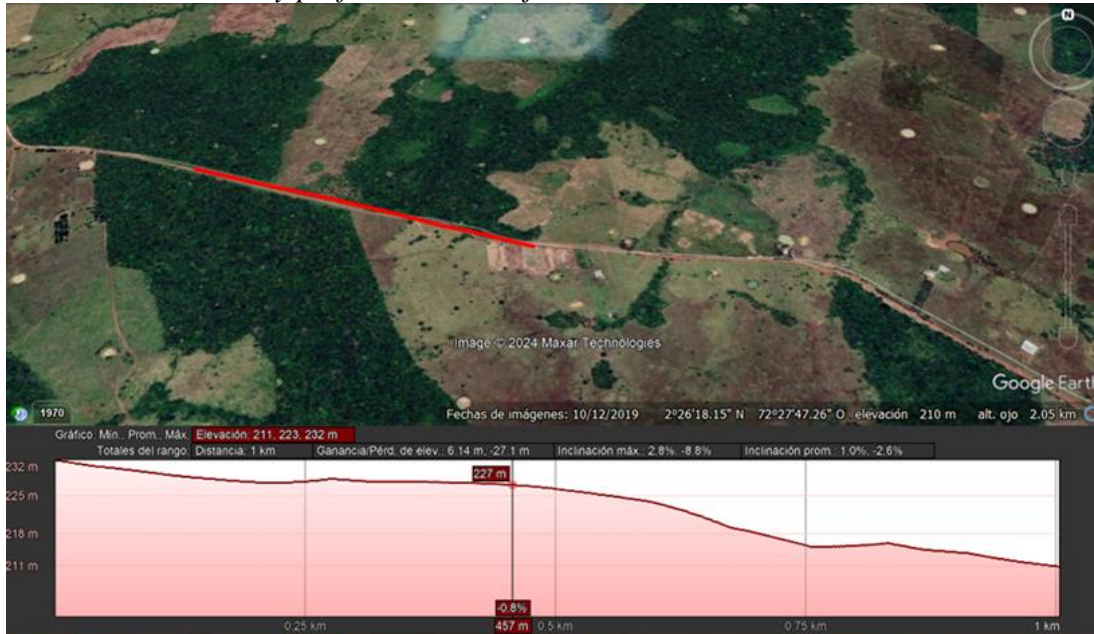 N
Image © 2024 Maxar Technologies
Google Earth
1970
Fechas de imágenes: 10/12/2019 2°26'18.15" N 72°27'47.26" O elevación 210 m alt. ojo 2.05 km
Gráfico: Mín., Prom., Máx. Elevación: 211, 223, 232 m
Totales del rango: Distancia: 1 km Ganancia/Pérd. de elev.: 6.14 m, -27.1 m Inclinación máx.: 2.8%, -8.8% Inclinación prom.: 1.0%, -2.6%
232 m
227 m
225 m
218 m
211 m
-0.8%
0.25 km 457 m 0.5 km 0.75 km 1 km